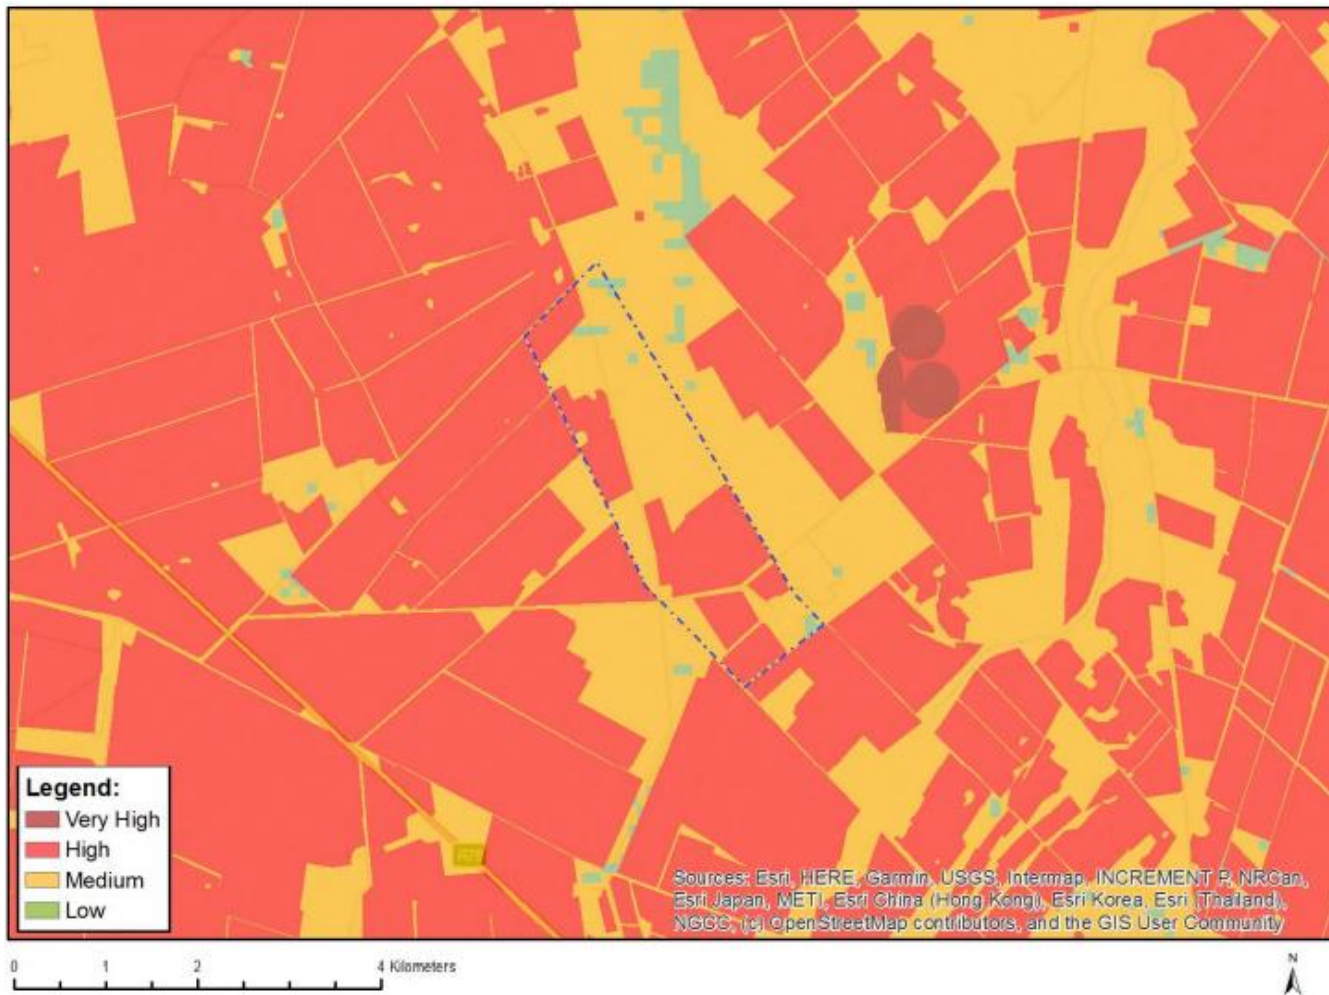 Legend:
Very High
High
Medium
Low
Sources: Esri, HERE, Garmin, USGS, Intermap, INCREMENT P, NRCan,
Esri Japan, METI, Esri China (Hong Kong), Esri Korea, Esri (Thailand),
NGCC, (c) OpenStreetMap contributors, and the GIS User Community
0 1 2 4 Kilometers
N